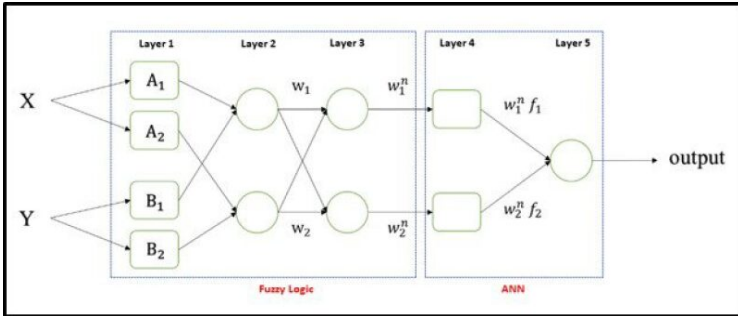 Layer 1 Layer 2 Layer 3 Layer 4 Layer 5
A₁
w₁ w₁ⁿ
X
A₂ w₁ⁿ f₁
output
B₁
Y w₂ⁿ f₂
w₂ w₂ⁿ
B₂
Fuzzy Logic ANN